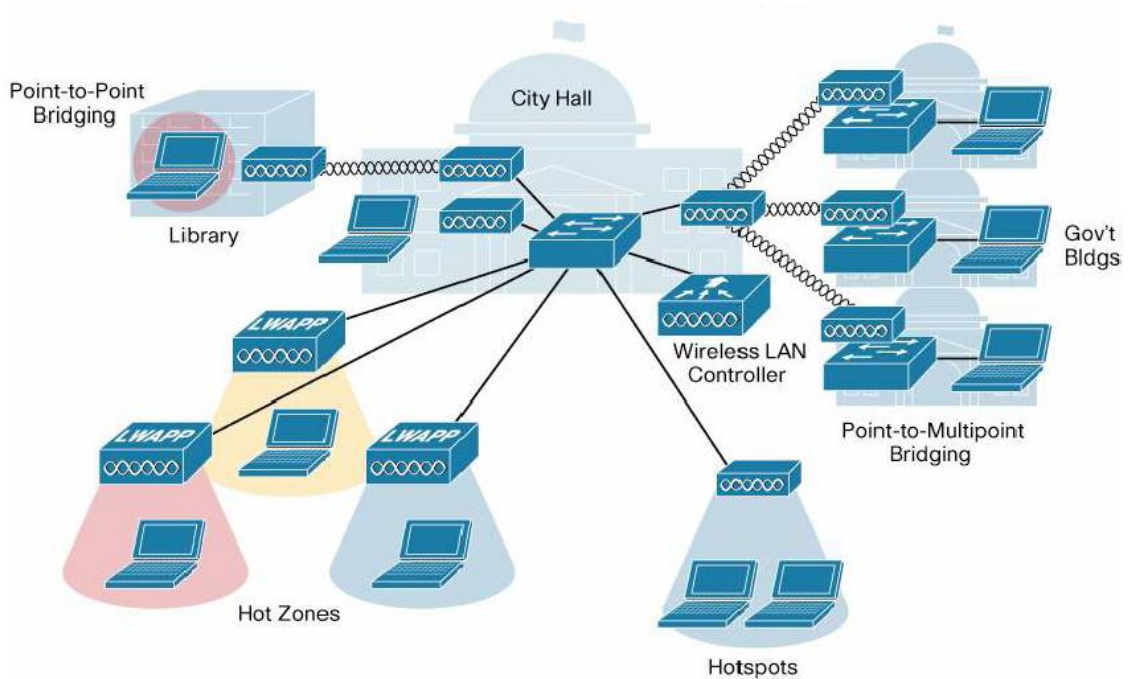 Point-to-Point
Bridging
City Hall
Library
Gov't
Bldgs
LWAPP
Wireless LAN
Controller
LWAPP
LWAPP
Point-to-Multipoint
Bridging
Hot Zones
Hotspots